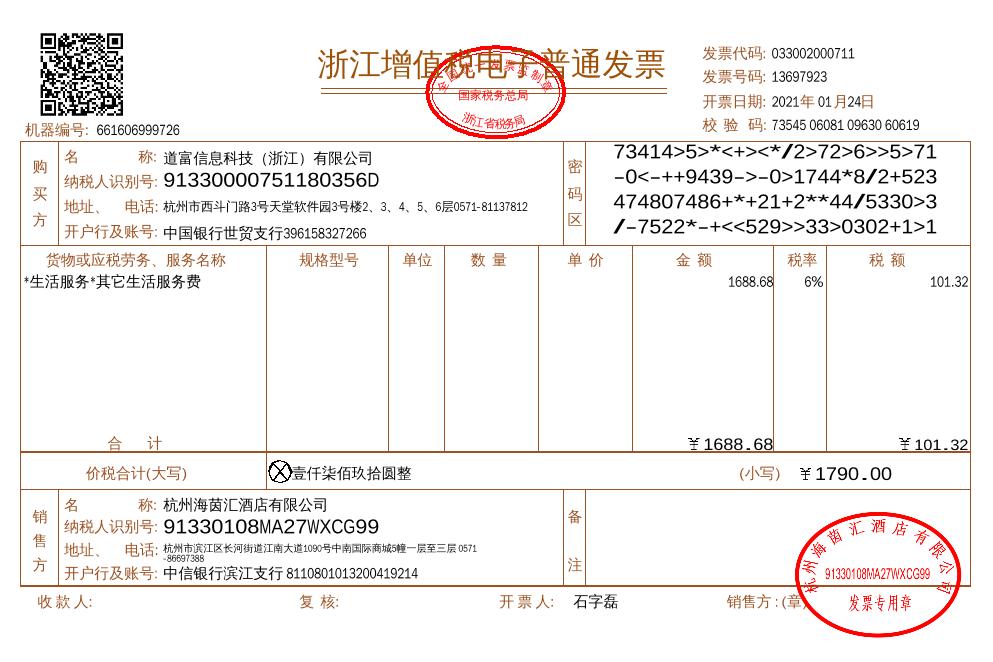 浙江增值税电子普通发票
全国统一发票监制章
国家税务总局
浙江省税务局
发票代码: 033002000711
发票号码: 13697923
开票日期: 2021年 01月24日
校 验 码: 73545 06081 09630 60619
机器编号: 661606999726
购买方
名 称: 道富信息科技（浙江）有限公司
纳税人识别号: 91330000751180356D
地址、 电话: 杭州市西斗门路3号天堂软件园3号楼2、3、4、5、6层0571-81137812
开户行及账号: 中国银行世贸支行396158327266
密码区
73414>5>*<+><*/2>72>6>>5>71
-0<-++9439->-0>1744*8/2+523
474807486+*+21+2**44/5330>3
/-7522*-+<<529>>33>0302+1>1
货物或应税劳务、服务名称 规格型号 单位 数 量 单 价 金 额 税率 税 额
*生活服务*其它生活服务费 1688.68 6% 101.32
合 计 ¥1688.68 ¥101.32
价税合计(大写) 壹仟柒佰玖拾圆整 (小写) ¥1790.00
销售方
名 称: 杭州海茵汇酒店有限公司
纳税人识别号: 91330108MA27WXCG99
地址、 电话: 杭州市滨江区长河街道江南大道1090号中南国际商城5幢一层至三层 0571
-86697388
开户行及账号: 中信银行滨江支行 8110801013200419214
备注
收 款 人: 复 核: 开 票 人: 石字磊 销售方:(章)
杭州海茵汇酒店有限公司
91330108MA27WXCG99
发票专用章